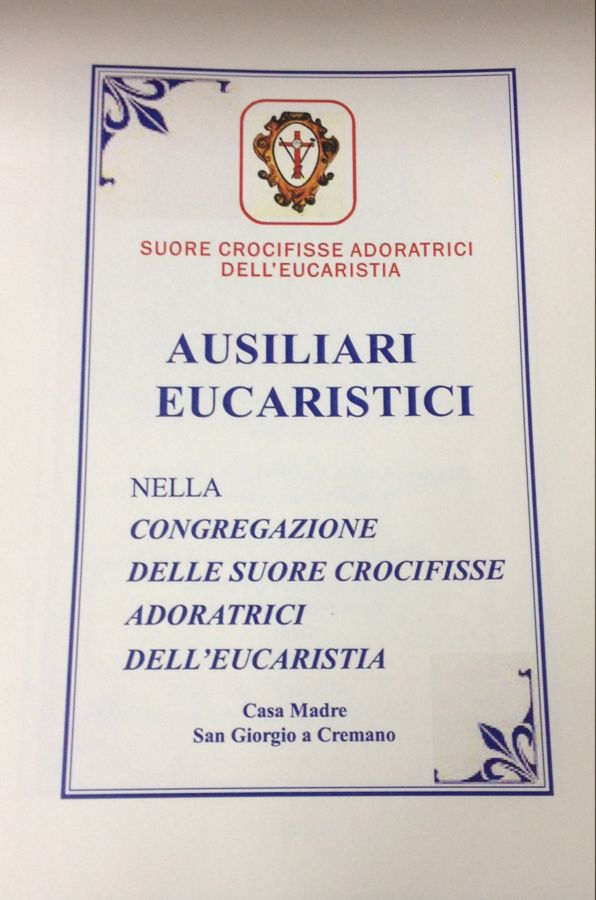 SUORE CROCIFISSE ADORATRICI
DELL'EUCARISTIA
AUSILIARI
EUCARISTICI
NELLA
CONGREGAZIONE
DELLE SUORE CROCIFISSE
ADORATRICI
DELL'EUCARISTIA
Casa Madre
San Giorgio a Cremano